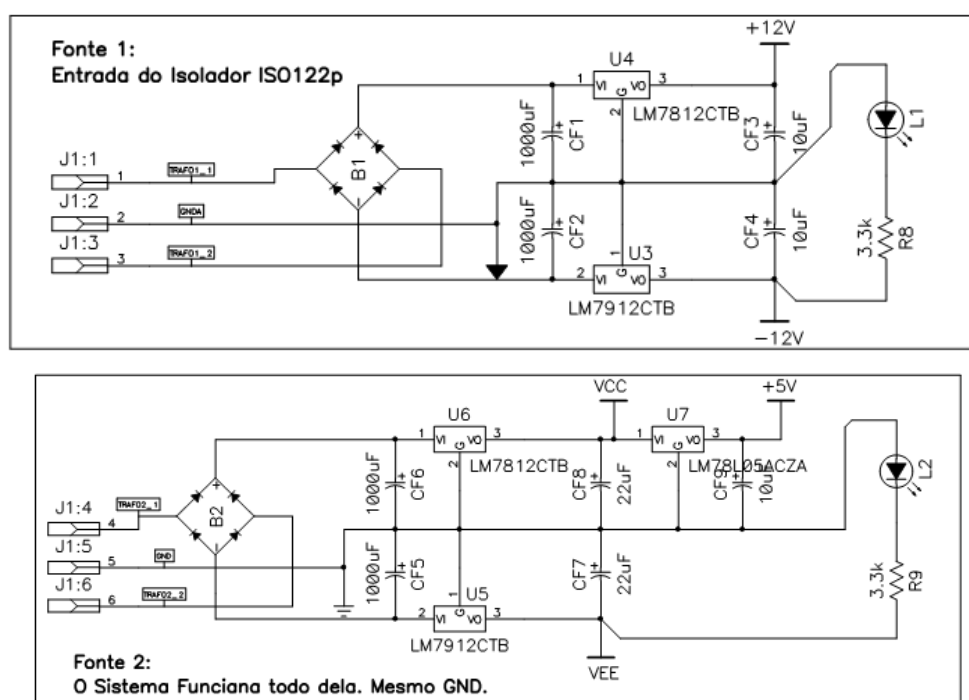 Fonte 1:
Entrada do Isolador ISO122p
+12V
U4
1 VI VO 3
G
2
LM7812CTB
1000uF
CF1
CF3
10uF
L1
B1
J1:1
1
TRAFO1_1
J1:2
2
GNDA
J1:3
3
TRAFO1_2
1000uF
CF2
CF4
10uF
3.3k
R8
U3
1
G
2 VI VO 3
LM7912CTB
-12V
VCC
+5V
U6
1 VI VO 3
G
2
LM7812CTB
U7
1 VI VO 3
G
2
LM78L05ACZA
1000uF
CF6
CF8
22uF
CF9
10uF
L2
B2
J1:4
4
TRAFO2_1
J1:5
5
GND
J1:6
6
TRAFO2_2
1000uF
CF5
CF7
22uF
3.3k
R9
U5
1
G
2 VI VO 3
LM7912CTB
VEE
Fonte 2:
O Sistema Funciana todo dela. Mesmo GND.